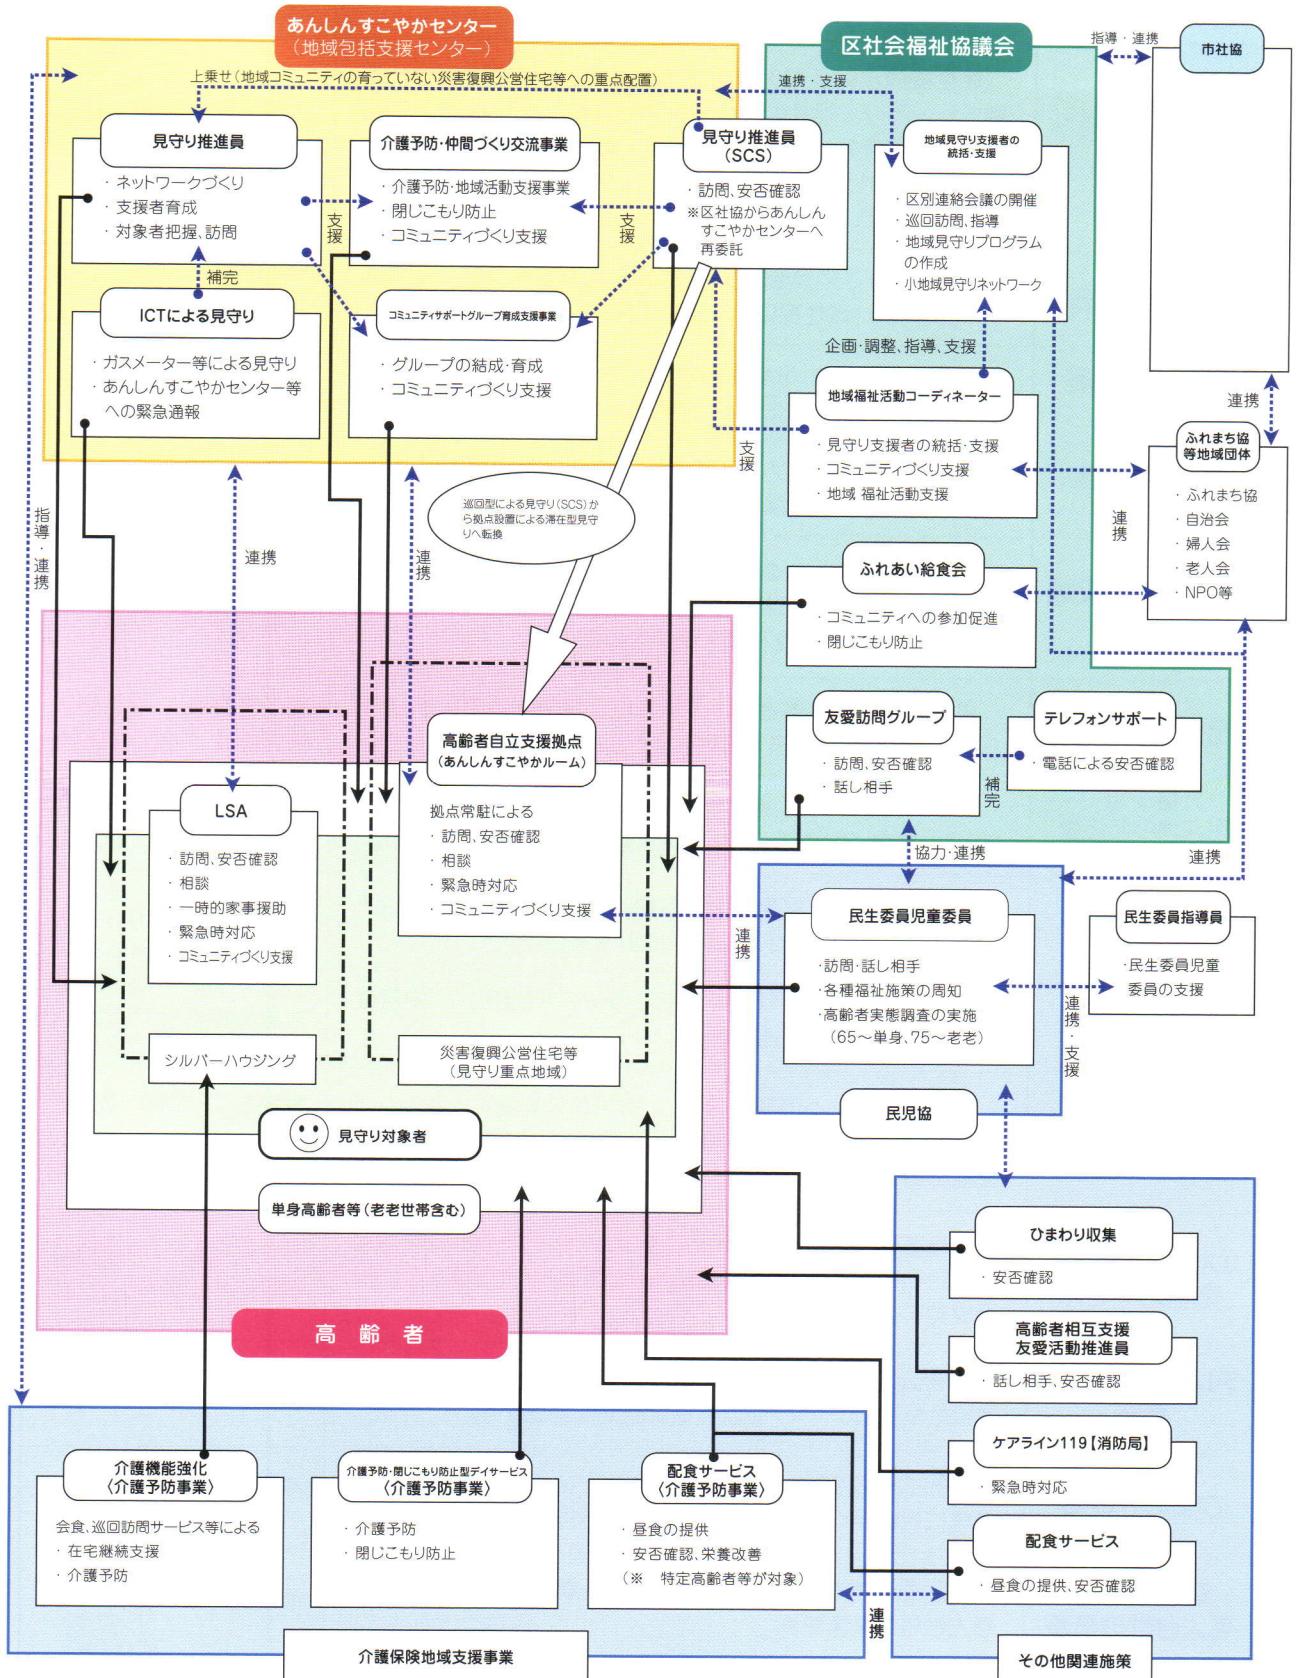 あんしんすこやかセンター
(地域包括支援センター)
区社会福祉協議会
指導・連携
市社協
上乗せ(地域コミュニティの育っていない災害復興公営住宅等への重点配置)
連携・支援
見守り推進員
・ネットワークづくり
・支援者育成
・対象者把握、訪問
支援
介護予防・仲間づくり交流事業
・介護予防・地域活動支援事業
・閉じこもり防止
・コミュニティづくり支援
支援
見守り推進員
(SCS)
・訪問、安否確認
※区社協からあんしん
すこやかセンターへ
再委託
地域見守り支援者の
統括・支援
・区別連絡会議の開催
・巡回訪問、指導
・地域見守りプログラム
の作成
・小地域見守りネットワーク
補完
ICTによる見守り
・ガスメーター等による見守り
・あんしんすこやかセンター等
への緊急通報
コミュニティサポートグループ育成支援事業
・グループの結成・育成
・コミュニティづくり支援
企画・調整、指導、支援
地域福祉活動コーディネーター
・見守り支援者の統括・支援
・コミュニティづくり支援
・地域 福祉活動支援
支援
連携
ふれまち協
等地域団体
・ふれまち協
・自治会
・婦人会
・老人会
・NPO等
連携
巡回型による見守り(SCS)か
ら拠点設置による滞在型見守
りへ転換
指導・連携
連携
連携
ふれあい給食会
・コミュニティへの参加促進
・閉じこもり防止
友愛訪問グループ
・訪問、安否確認
・話し相手
補完
テレフォンサポート
・電話による安否確認
高齢者自立支援拠点
(あんしんすこやかルーム)
拠点常駐による
・訪問、安否確認
・相談
・緊急時対応
・コミュニティづくり支援
LSA
・訪問、安否確認
・相談
・一時的家事援助
・緊急時対応
・コミュニティづくり支援
協力・連携
連携
連携
民生委員児童委員
・訪問・話し相手
・各種福祉施策の周知
・高齢者実態調査の実施
(65〜単身、75〜老老)
民生委員指導員
・民生委員児童
委員の支援
連携・支援
シルバーハウジング
災害復興公営住宅等
(見守り重点地域)
民児協
見守り対象者
単身高齢者等(老老世帯含む)
高齢者
ひまわり収集
・安否確認
高齢者相互支援
友愛活動推進員
・話し相手、安否確認
ケアライン119【消防局】
・緊急時対応
配食サービス
・昼食の提供、安否確認
介護機能強化
〈介護予防事業〉
会食、巡回訪問サービス等による
・在宅継続支援
・介護予防
介護予防・閉じこもり防止型デイサービス
〈介護予防事業〉
・介護予防
・閉じこもり防止
配食サービス
〈介護予防事業〉
・昼食の提供
・安否確認、栄養改善
(※ 特定高齢者等が対象)
連携
介護保険地域支援事業
その他関連施策